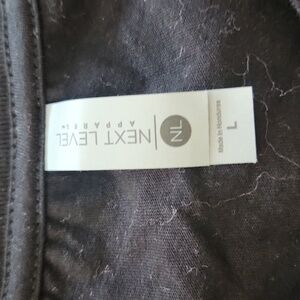 NL
NEXT LEVEL
APPAREL
L
Made in Honduras